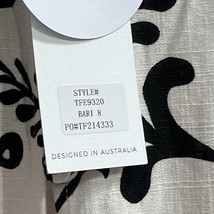 STYLE#
TFE9320
BARI 8
PO#TF214333
DESIGNED IN AUSTRALIA